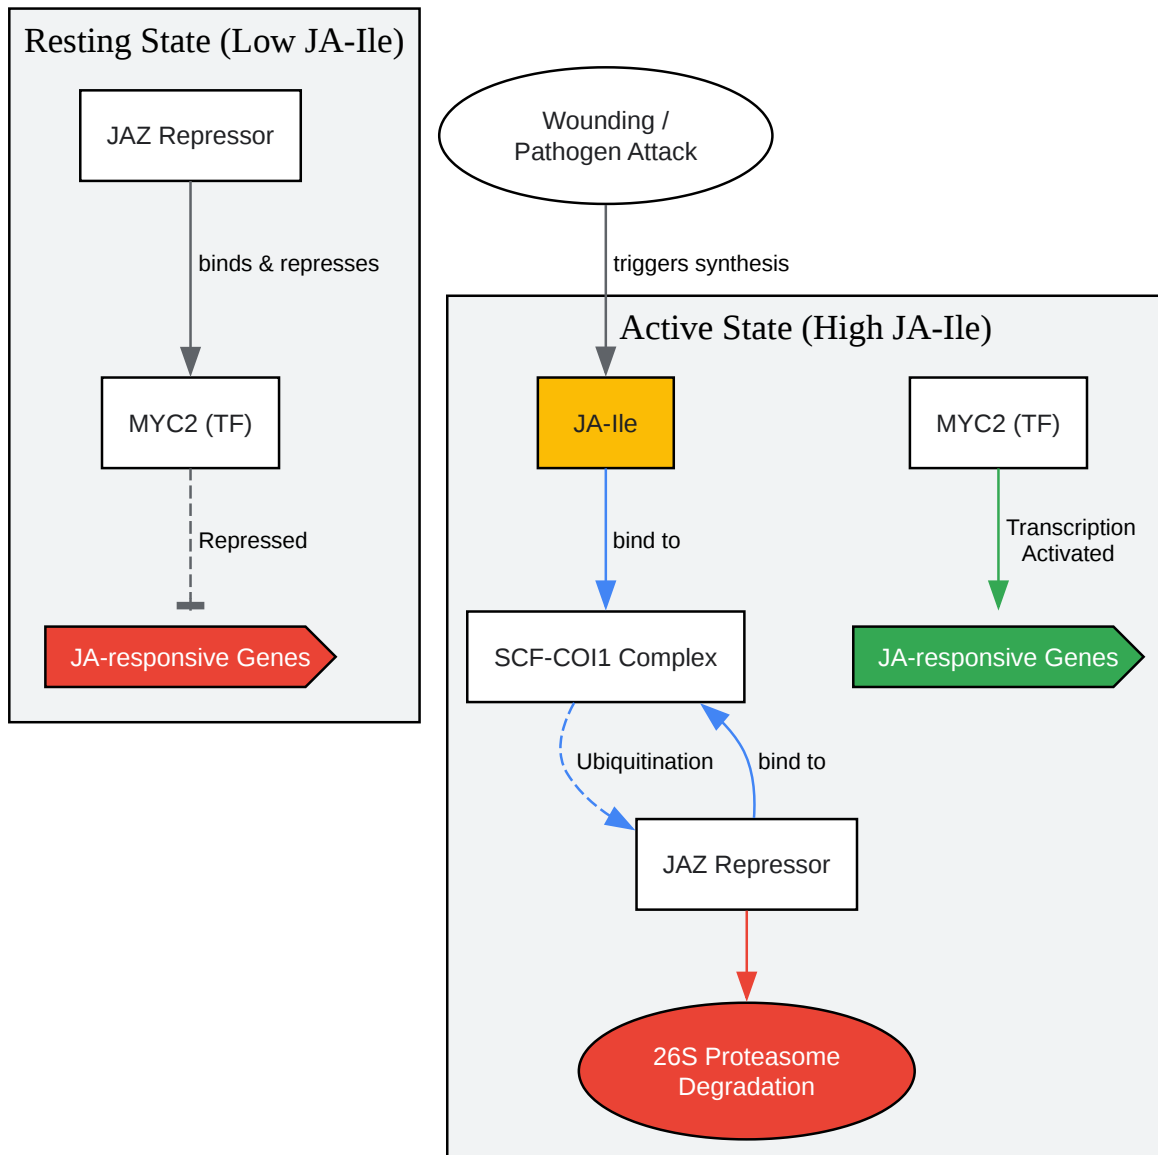 Resting State (Low JA-Ile)
JAZ Repressor
binds & represses
MYC2 (TF)
Repressed
JA-responsive Genes
Wounding /
Pathogen Attack
triggers synthesis
Active State (High JA-Ile)
JA-Ile
bind to
SCF-COI1 Complex
Ubiquitination
bind to
JAZ Repressor
26S Proteasome
Degradation
MYC2 (TF)
Transcription
Activated
JA-responsive Genes